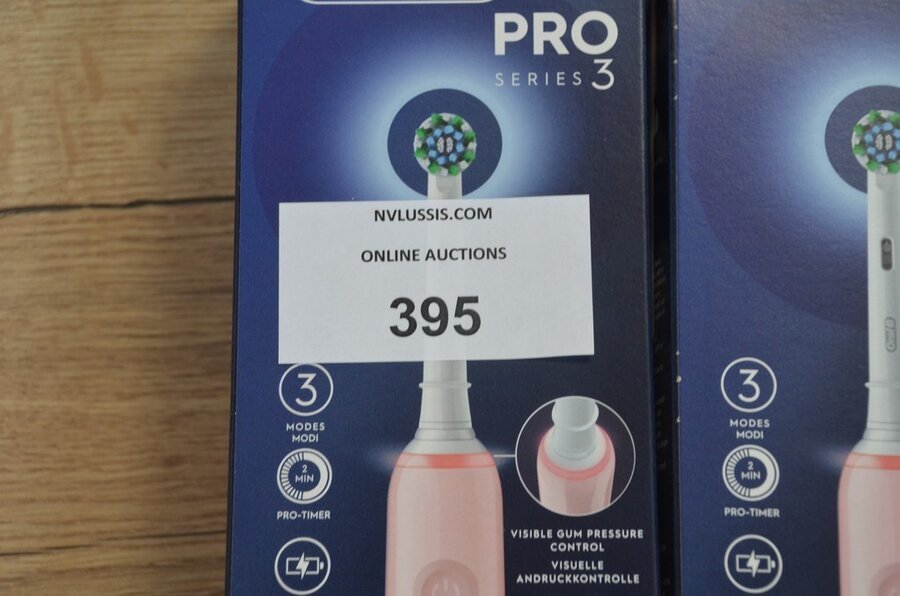 PRO
SERIES 3
NVLUSSIS.COM
ONLINE AUCTIONS
395
3
MODES
MODI
2
MIN
PRO-TIMER
VISIBLE GUM PRESSURE
CONTROL
VISUELLE
ANDRUCKKONTROLLE
Oral-B
3
MODES
MODI
2
MIN
PRO-TIMER